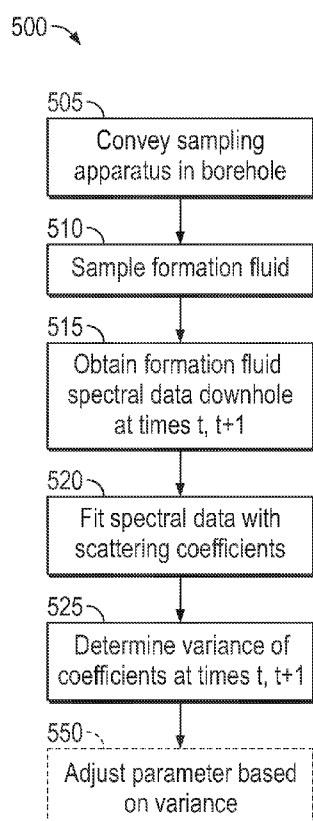 500
505
Convey sampling
apparatus in borehole
510
Sample formation fluid
515
Obtain formation fluid
spectral data downhole
at times t, t+1
520
Fit spectral data with
scattering coefficients
525
Determine variance of
coefficients at times t, t+1
550
Adjust parameter based
on variance